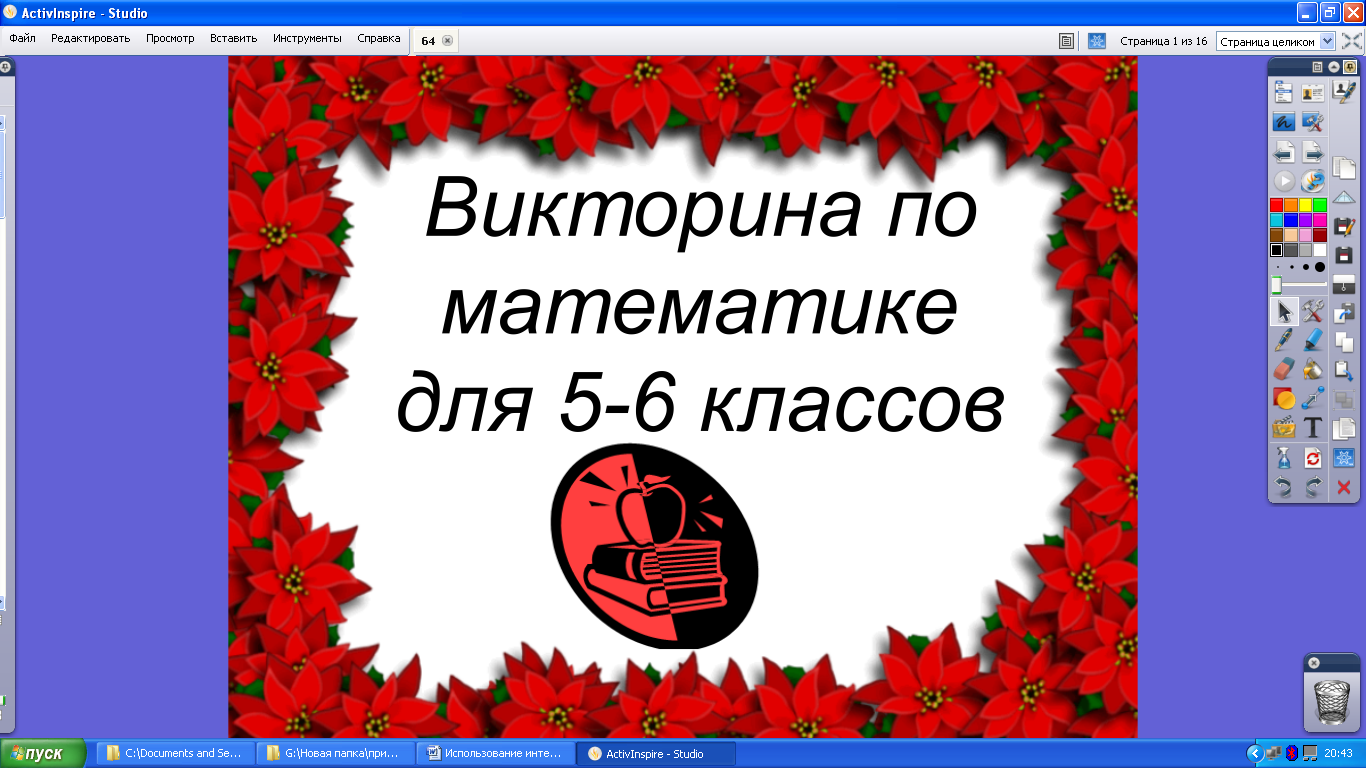 ActivInspire - Studio
Файл Редактировать Просмотр Вставить Инструменты Справка 64 Страница 1 из 16 Страница целиком
Викторина по
математике
для 5-6 классов
T
пуск C:\Documents and Se... G:\Новая папка\при... Использование инте... ActivInspire - Studio 20:43